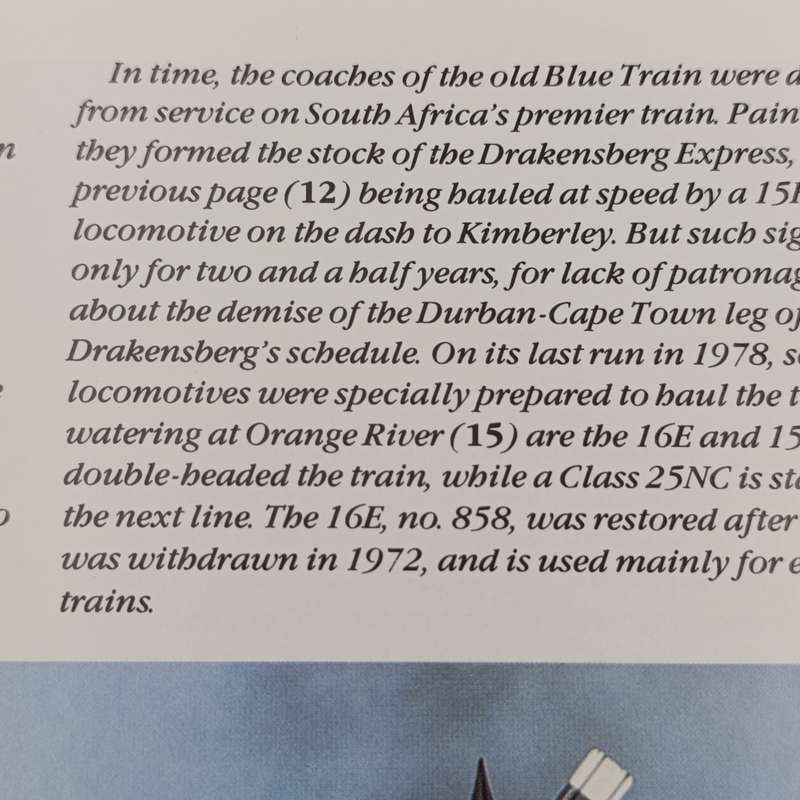 In time, the coaches of the old Blue Train were
from service on South Africa's premier train.
they formed the stock of the Drakensberg Express,
previous page (12) being hauled at speed by a
locomotive on the dash to Kimberley. But such
only for two and a half years, for lack of
about the demise of the Durban-Cape Town leg
Drakensberg's schedule. On its last run in 1978,
locomotives were specially prepared to haul the
watering at Orange River (15) are the 16E and
double-headed the train, while a Class 25NC is
the next line. The 16E, no. 858, was restored after
was withdrawn in 1972, and is used mainly for
trains.